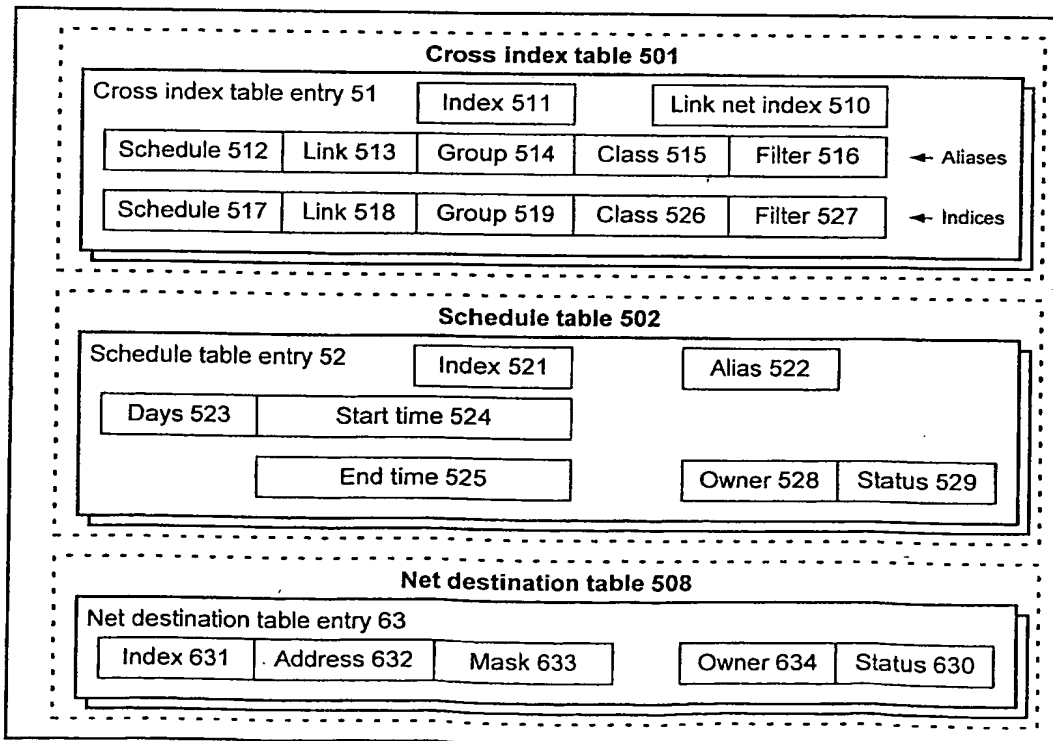 Cross index table 501
Cross index table entry 51 Index 511 Link net index 510
Schedule 512 Link 513 Group 514 Class 515 Filter 516 ← Aliases
Schedule 517 Link 518 Group 519 Class 526 Filter 527 ← Indices
Schedule table 502
Schedule table entry 52 Index 521 Alias 522
Days 523 Start time 524
End time 525 Owner 528 Status 529
Net destination table 508
Net destination table entry 63
Index 631 Address 632 Mask 633 Owner 634 Status 630